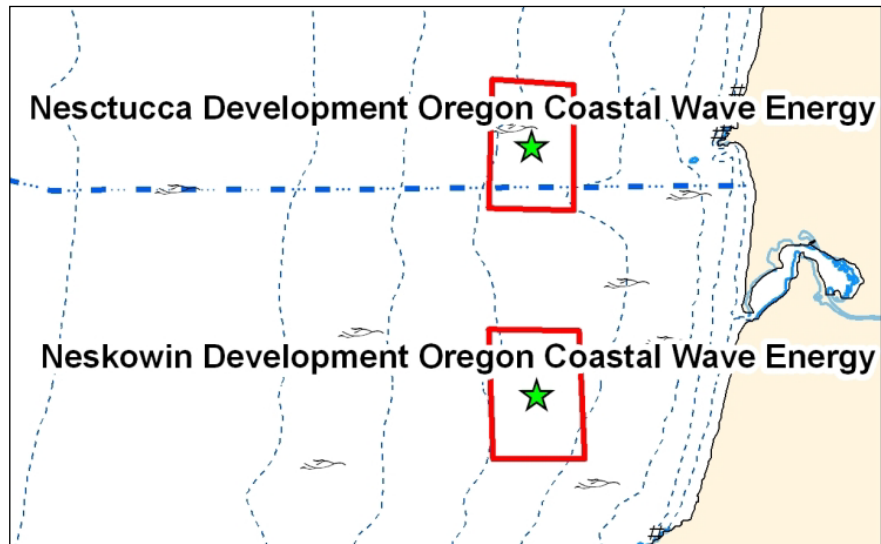 Nesctucca Development Oregon Coastal Wave Energy
Neskowin Development Oregon Coastal Wave Energy